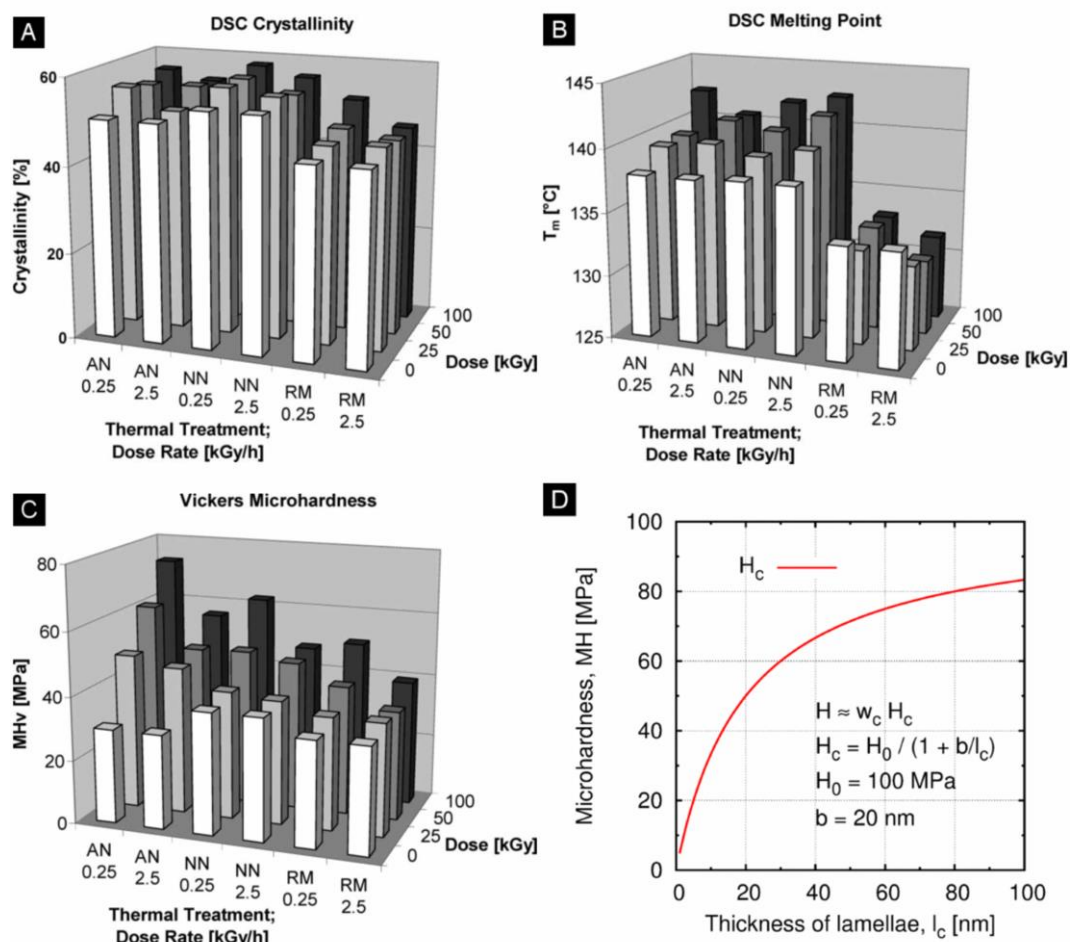 A
DSC Crystallinity
60
40
20
0
Crystallinity [%]
AN
0.25
AN
2.5
NN
0.25
NN
2.5
RM
0.25
RM
2.5
100
50
25
0
Dose [kGy]
Thermal Treatment;
Dose Rate [kGy/h]
B
DSC Melting Point
145
140
135
130
125
Tm [°C]
AN
0.25
AN
2.5
NN
0.25
NN
2.5
RM
0.25
RM
2.5
100
50
25
0
Dose [kGy]
Thermal Treatment;
Dose Rate [kGy/h]
C
Vickers Microhardness
80
60
40
20
0
MHv [MPa]
AN
0.25
AN
2.5
NN
0.25
NN
2.5
RM
0.25
RM
2.5
100
50
25
0
Dose [kGy]
Thermal Treatment;
Dose Rate [kGy/h]
D
100
80
60
40
20
0
Microhardness, MH [MPa]
Hc
H ≈ wc Hc
Hc = H0 / (1 + b/lc)
H0 = 100 MPa
b = 20 nm
0 20 40 60 80 100
Thickness of lamellae, lc [nm]